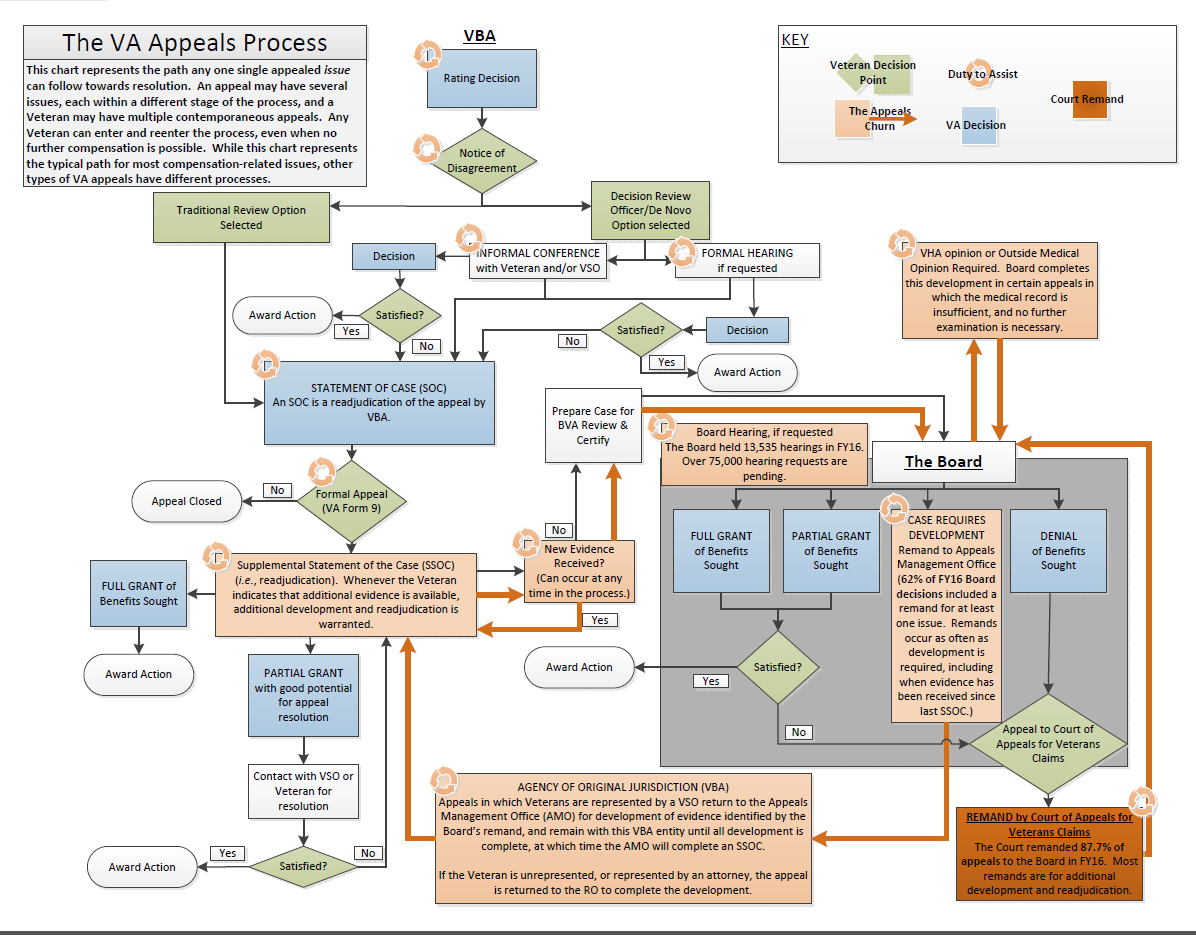 The VA Appeals Process
This chart represents the path any one single appealed issue
can follow towards resolution. An appeal may have several
issues, each within a different stage of the process, and a
Veteran may have multiple contemporaneous appeals. Any
Veteran can enter and reenter the process, even when no
further compensation is possible. While this chart represents
the typical path for most compensation-related issues, other
types of VA appeals have different processes.
VBA
Rating Decision
KEY
Veteran Decision
Point
Duty to Assist
Court Remand
The Appeals
Churn
VA Decision
Notice of
Disagreement
Traditional Review Option
Selected
Decision Review
Officer/De Novo
Option selected
Decision
INFORMAL CONFERENCE
with Veteran and/or VSO
FORMAL HEARING
if requested
VHA opinion or Outside Medical
Opinion Required. Board completes
this development in certain appeals in
which the medical record is
insufficient, and no further
examination is necessary.
Award Action
Yes
Satisfied?
No
No
Satisfied?
Yes
Decision
Award Action
STATEMENT OF CASE (SOC)
An SOC is a readjudication of the appeal by
VBA.
Prepare Case for
BVA Review &
Certify
Board Hearing, if requested
The Board held 13,535 hearings in FY16.
Over 75,000 hearing requests are
pending.
The Board
Appeal Closed
No
Formal Appeal
(VA Form 9)
No
New Evidence
Received?
(Can occur at any
time in the process.)
Yes
FULL GRANT
of Benefits
Sought
PARTIAL GRANT
of Benefits
Sought
CASE REQUIRES
DEVELOPMENT
Remand to Appeals
Management Office
(62% of FY16 Board
decisions included a
remand for at least
one issue. Remands
occur as often as
development is
required, including
when evidence has
been received since
last SSOC.)
DENIAL
of Benefits
Sought
FULL GRANT of
Benefits Sought
Supplemental Statement of the Case (SSOC)
(i.e., readjudication). Whenever the Veteran
indicates that additional evidence is available,
additional development and readjudication is
warranted.
Award Action
PARTIAL GRANT
with good potential
for appeal
resolution
Award Action
Yes
Satisfied?
No
Appeal to Court of
Appeals for Veterans
Claims
Contact with VSO or
Veteran for
resolution
Award Action
Yes
Satisfied?
No
AGENCY OF ORIGINAL JURISDICTION (VBA)
Appeals in which Veterans are represented by a VSO return to the Appeals
Management Office (AMO) for development of evidence identified by the
Board's remand, and remain with this VBA entity until all development is
complete, at which time the AMO will complete an SSOC.
If the Veteran is unrepresented, or represented by an attorney, the appeal
is returned to the RO to complete the development.
REMAND by Court of Appeals for
Veterans Claims
The Court remanded 87.7% of
appeals to the Board in FY16. Most
remands are for additional
development and readjudication.